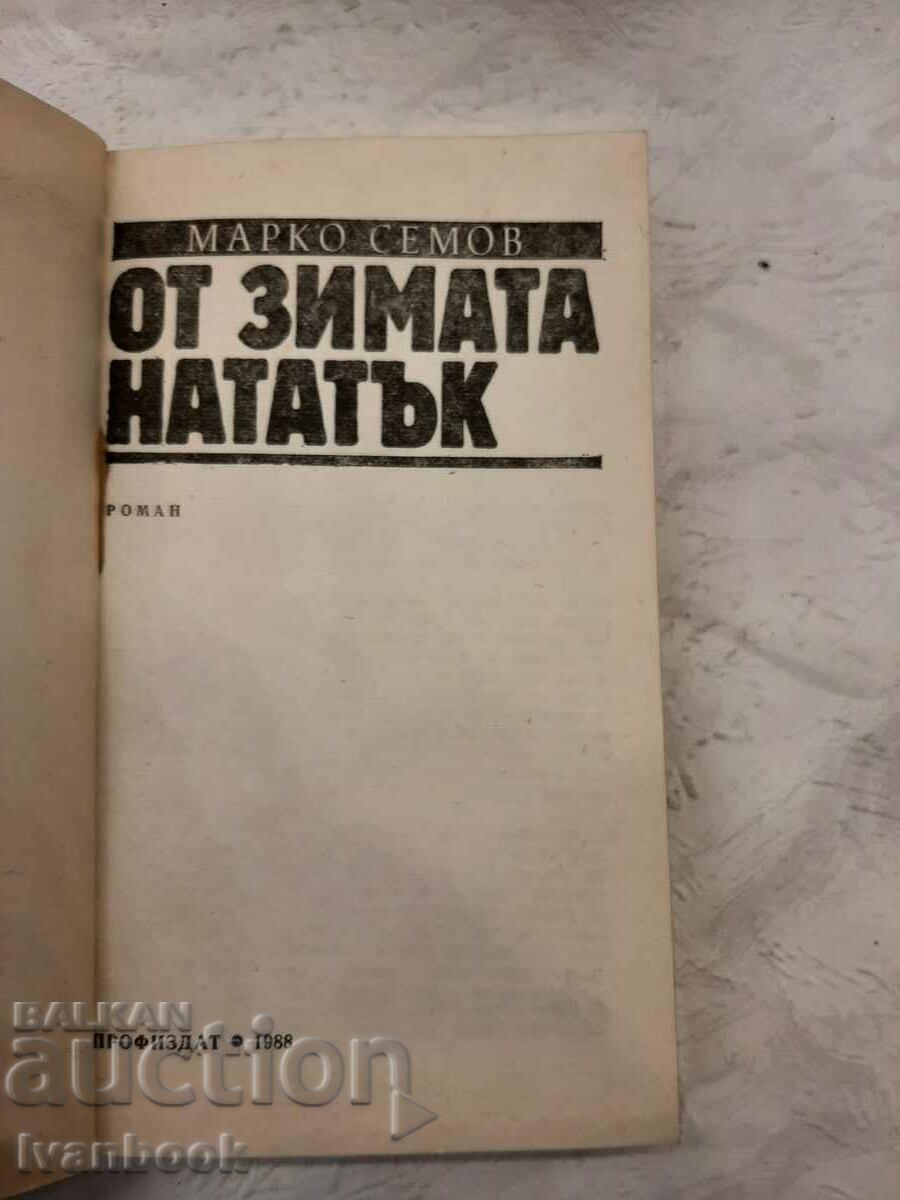 МАРКО СЕМОВ
ОТ ЗИМАТА
НАТАТЪК
РОМАН
ПРОФИЗДАТ • 1988
BALKAN
auction
Ivanbook